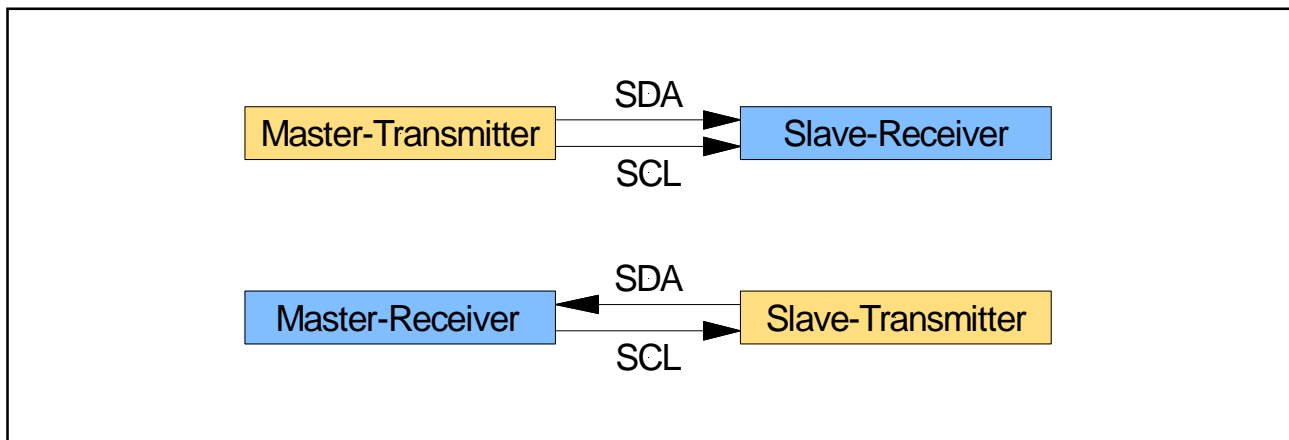 SDA
Master-Transmitter
Slave-Receiver
SCL
SDA
Master-Receiver
Slave-Transmitter
SCL